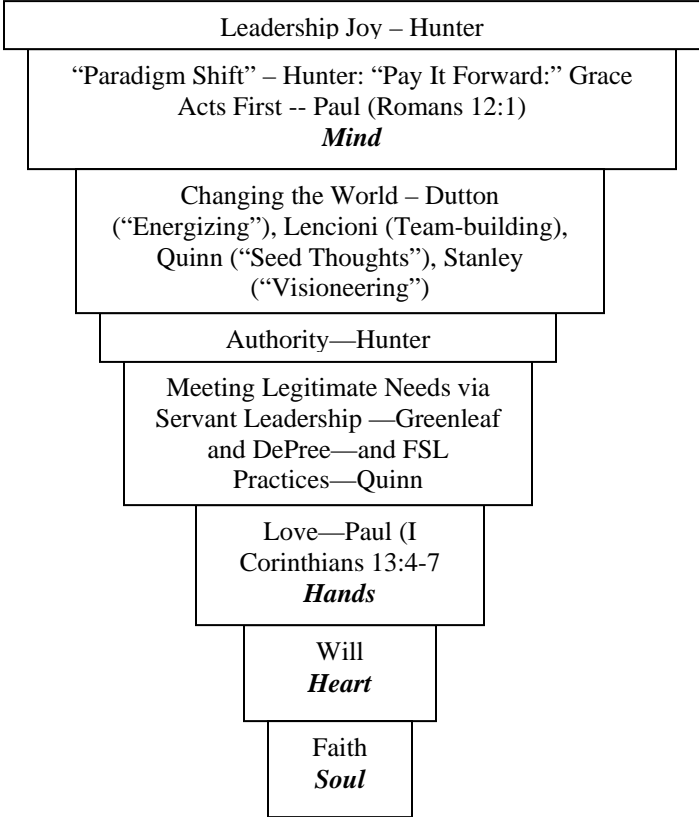 Leadership Joy – Hunter
“Paradigm Shift” – Hunter: “Pay It Forward:” Grace
Acts First -- Paul (Romans 12:1)
Mind
Changing the World – Dutton
(“Energizing”), Lencioni (Team-building),
Quinn (“Seed Thoughts”), Stanley
(“Visioneering”)
Authority—Hunter
Meeting Legitimate Needs via
Servant Leadership —Greenleaf
and DePree—and FSL
Practices—Quinn
Love—Paul (I
Corinthians 13:4-7
Hands
Will
Heart
Faith
Soul